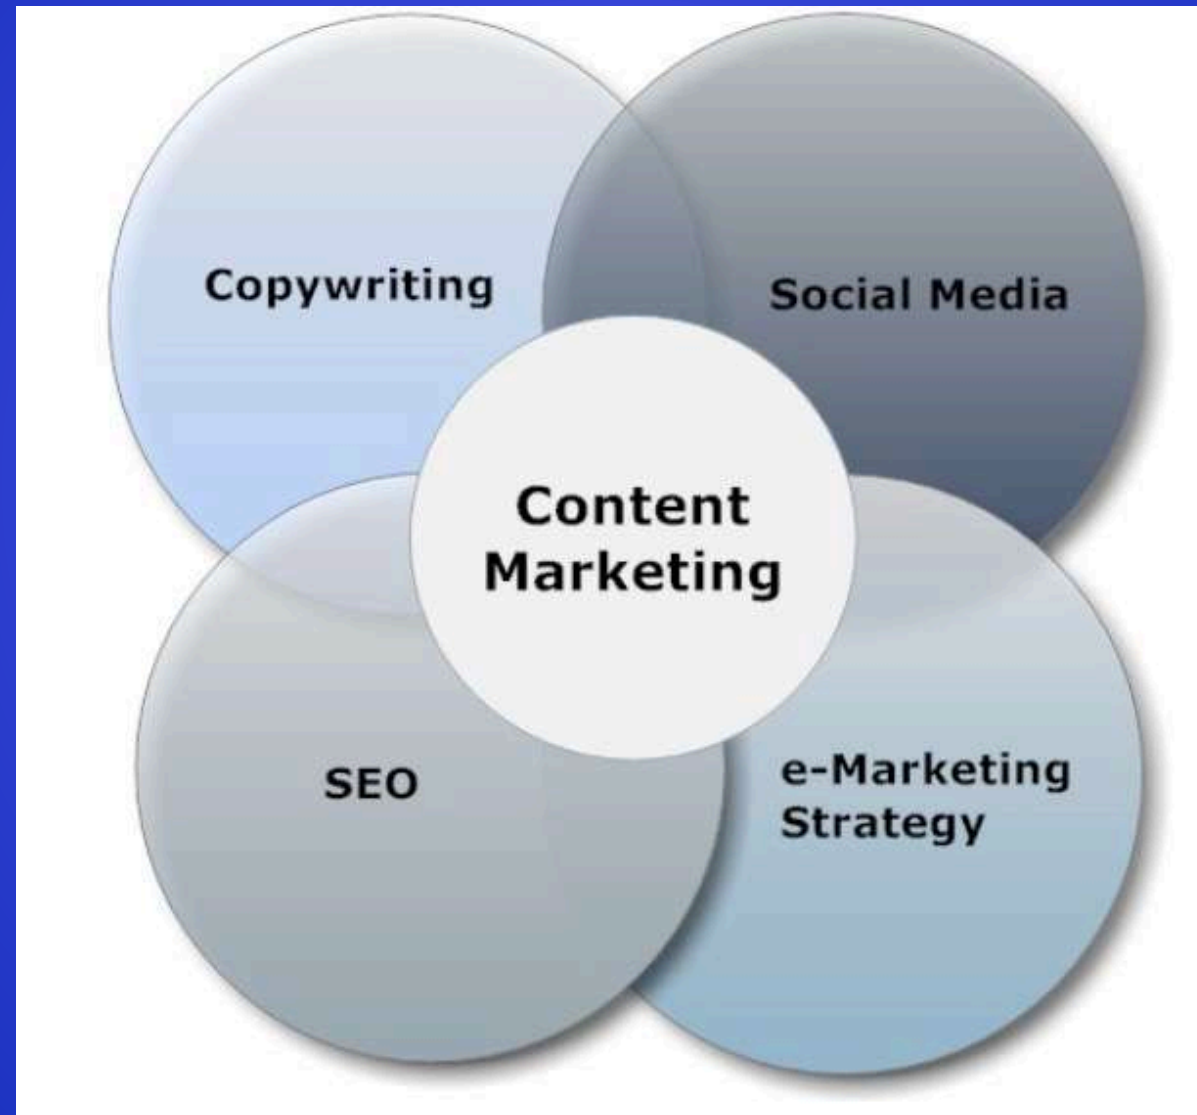 Copywriting
Social Media
Content
Marketing
SEO
e-Marketing
Strategy